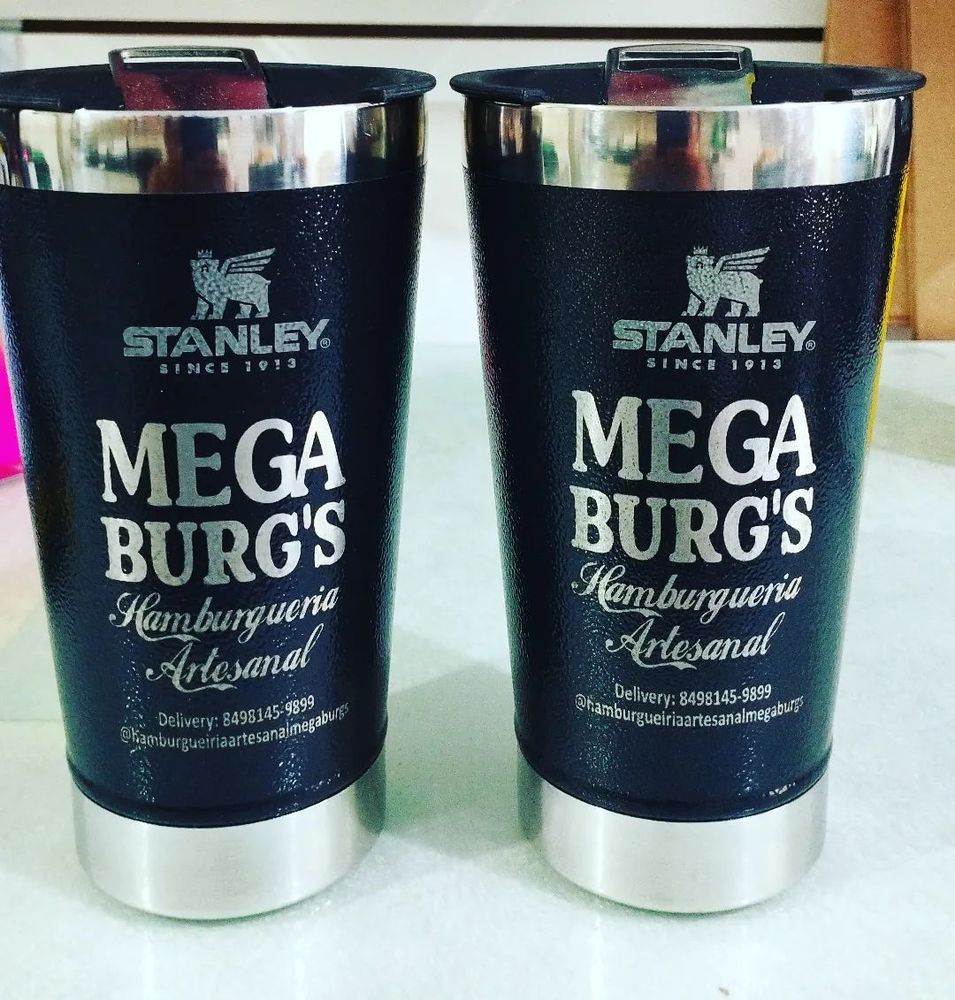 STANLEY®
SINCE 1913
MEGA
BURG'S
Hamburgueria
Artesanal
Delivery: 8498145-9899
@hamburgueiriaartesanalmegaburgs
STANLEY®
SINCE 1913
MEGA
BURG'S
Hamburgueria
Artesanal
Delivery: 8498145-9899
@hamburgueiriaartesanalmegaburgs